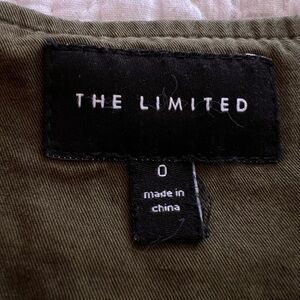 THE LIMITED
0
made in
china